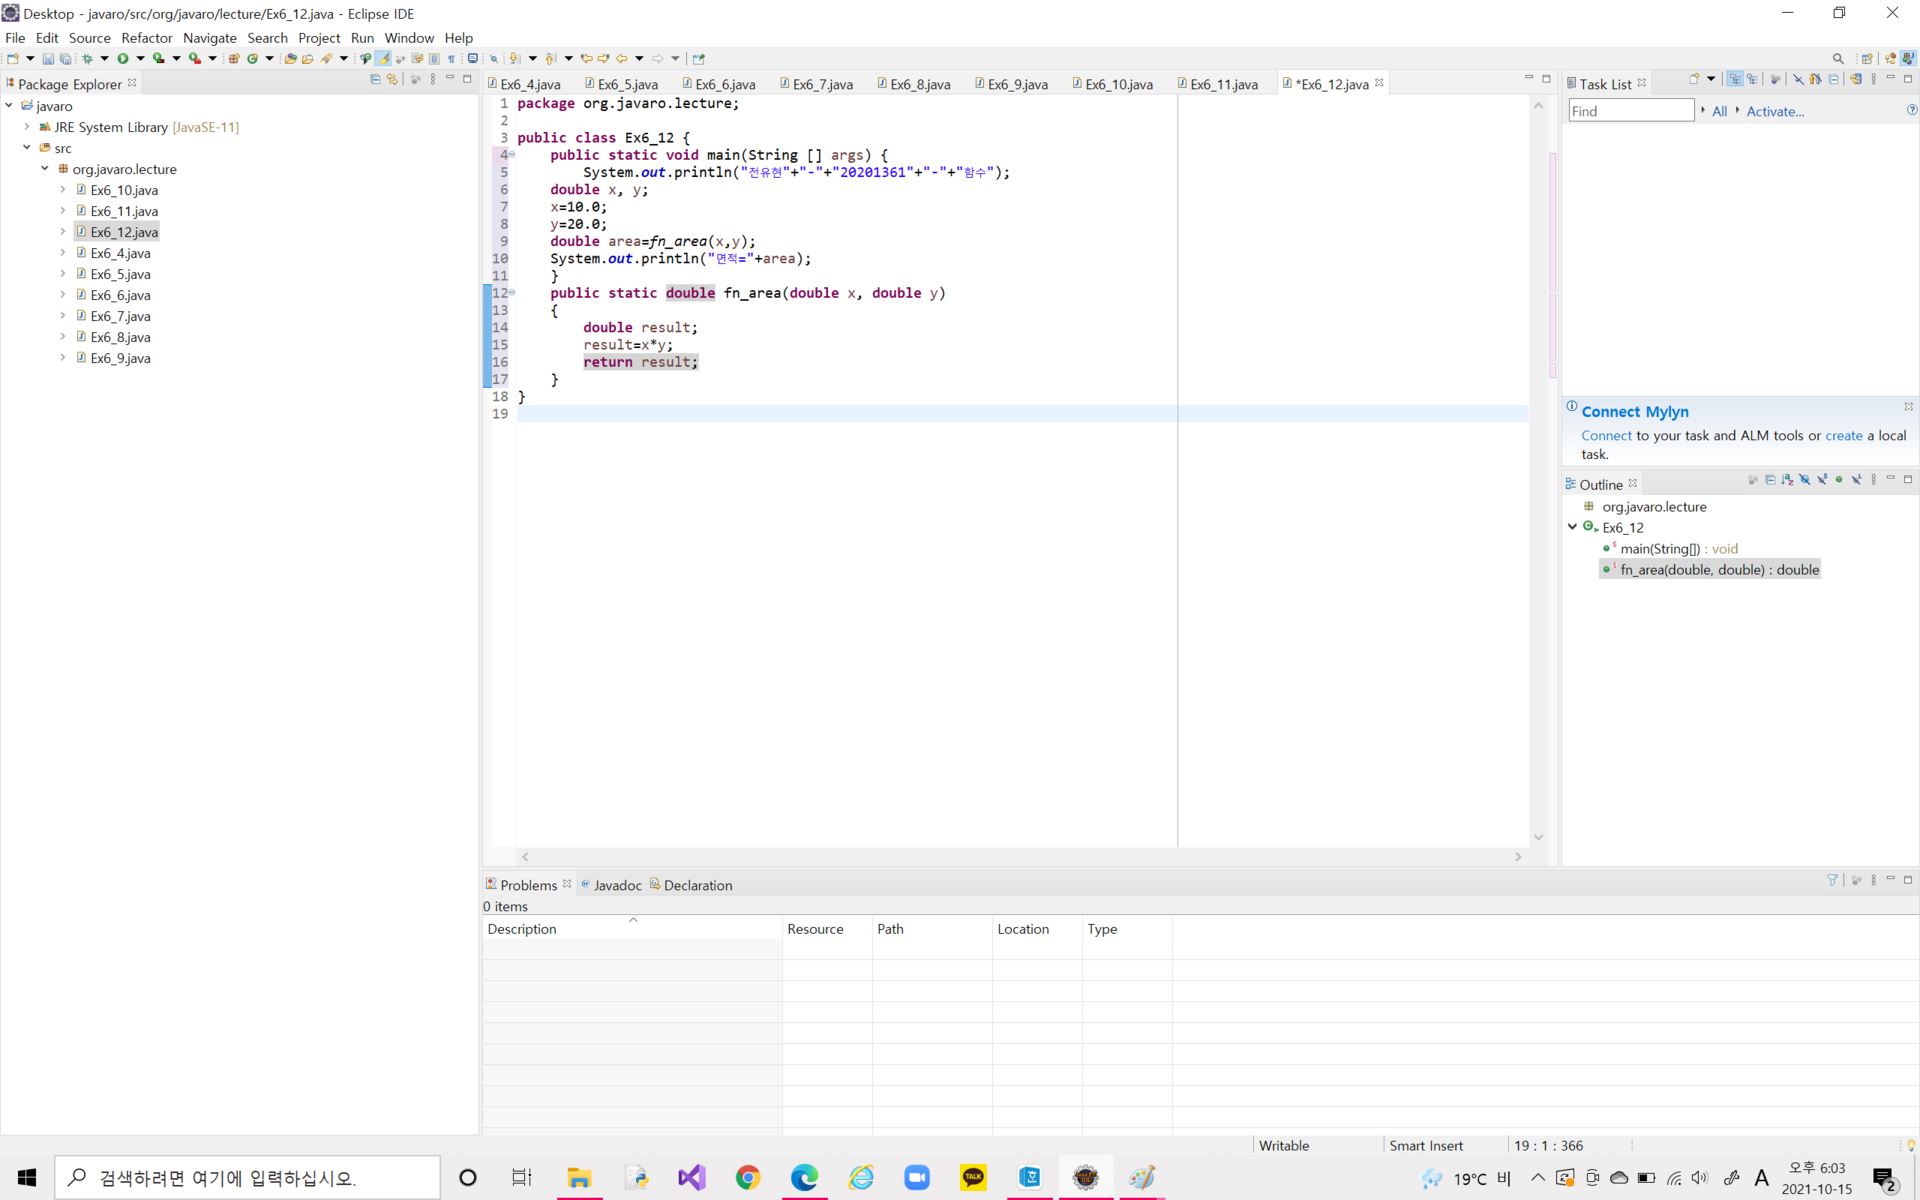 Desktop - javaro/src/org/javaro/lecture/Ex6_12.java - Eclipse IDE
File Edit Source Refactor Navigate Search Project Run Window Help
Package Explorer
javaro
JRE System Library [JavaSE-11]
src
org.javaro.lecture
Ex6_10.java
Ex6_11.java
Ex6_12.java
Ex6_4.java
Ex6_5.java
Ex6_6.java
Ex6_7.java
Ex6_8.java
Ex6_9.java
Ex6_4.java Ex6_5.java Ex6_6.java Ex6_7.java Ex6_8.java Ex6_9.java Ex6_10.java Ex6_11.java *Ex6_12.java
1 package org.javaro.lecture;
2
3 public class Ex6_12 {
4 public static void main(String [] args) {
5 System.out.println("전유현"+"-"+"20201361"+"-"+"함수");
6 double x, y;
7 x=10.0;
8 y=20.0;
9 double area=fn_area(x,y);
10 System.out.println("면적="+area);
11 }
12 public static double fn_area(double x, double y)
13 {
14 double result;
15 result=x*y;
16 return result;
17 }
18 }
19
Task List
Find All Activate...
Connect Mylyn
Connect to your task and ALM tools or create a local
task.
Outline
org.javaro.lecture
Ex6_12
main(String[]) : void
fn_area(double, double) : double
Problems Javadoc Declaration
0 items
Description Resource Path Location Type
Writable Smart Insert 19 : 1 : 366
검색하려면 여기에 입력하십시오.
TALK
19°C 비
A
오후 6:03
2021-10-15
2